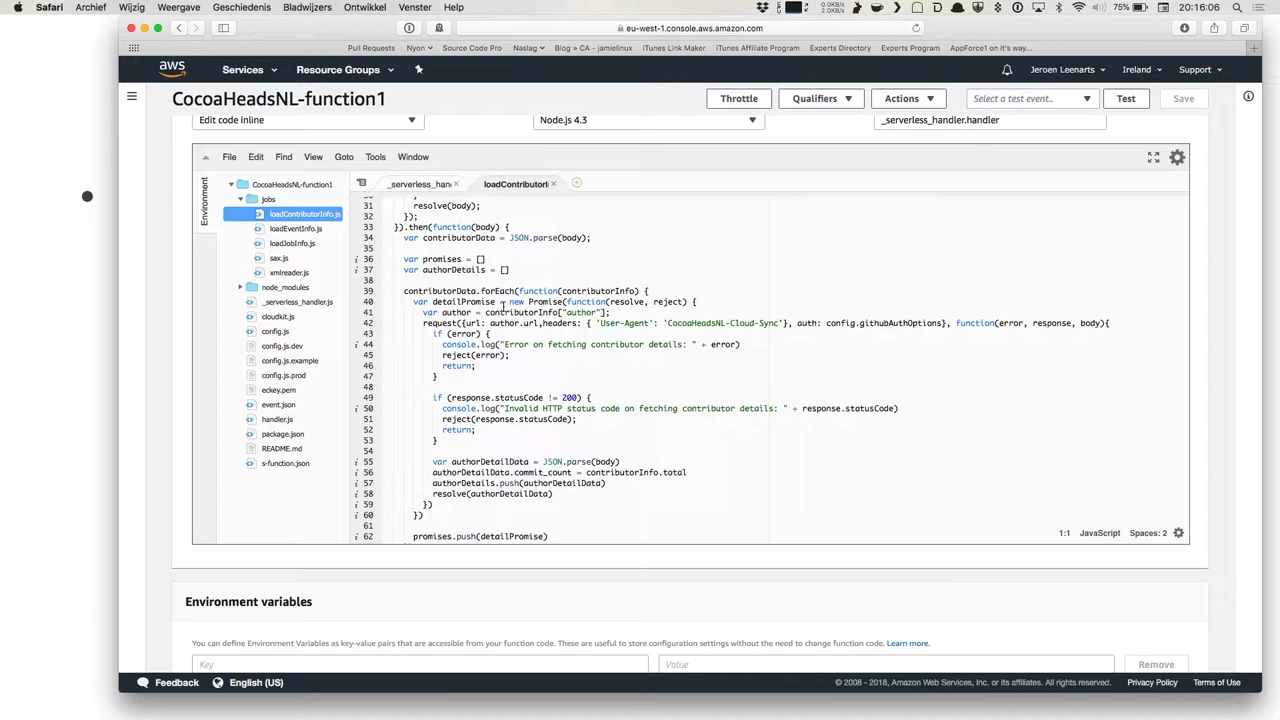 Safari Archief Wijzig Weergave Geschiedenis Bladwijzers Ontwikkel Venster Help 0.0KB/s 2.0KB/s 75% 20:16:06
eu-west-1.console.aws.amazon.com
Pull Requests Nyon Source Code Pro Naslag Blog » CA - jamielinux iTunes Link Maker iTunes Affiliate Program Experts Directory Experts Program AppForce1 on it's way...
aws Services Resource Groups Jeroen Leenarts Ireland Support
CocoaHeadsNL-function1 Throttle Qualifiers Actions Select a test event.. Test Save
Edit code inline Node.js 4.3 _serverless_handler.handler
File Edit Find View Goto Tools Window
Environment
CocoaHeadsNL-function1
jobs
loadContributorInfo.js
loadEventInfo.js
loadJobInfo.js
sax.js
xmlreader.js
node_modules
_serverless_handler.js
cloudkit.js
config.js
config.js.dev
config.js.example
config.js.prod
eckey.pem
event.json
handler.js
package.json
README.md
s-function.json
_serverless_han loadContributorI
31 resolve(body);
32 });
33 }).then(function(body) {
34 var contributorData = JSON.parse(body);
35
36 var promises = []
37 var authorDetails = []
38
39 contributorData.forEach(function(contributorInfo) {
40 var detailPromise = new Promise(function(resolve, reject) {
41 var author = contributorInfo["author"];
42 request({url: author.url,headers: { 'User-Agent': 'CocoaHeadsNL-Cloud-Sync'}, auth: config.githubAuthOptions}, function(error, response, body){
43 if (error) {
44 console.log("Error on fetching contributor details: " + error)
45 reject(error);
46 return;
47 }
48
49 if (response.statusCode != 200) {
50 console.log("Invalid HTTP status code on fetching contributor details: " + response.statusCode)
51 reject(response.statusCode);
52 return;
53 }
54
55 var authorDetailData = JSON.parse(body)
56 authorDetailData.commit_count = contributorInfo.total
57 authorDetails.push(authorDetailData)
58 resolve(authorDetailData)
59 })
60 })
61
62 promises.push(detailPromise)
1:1 JavaScript Spaces: 2
Environment variables
You can define Environment Variables as key-value pairs that are accessible from your function code. These are useful to store configuration settings without the need to change function code. Learn more.
Key Value Remove
Feedback English (US) © 2008 - 2018, Amazon Web Services, Inc. or its affiliates. All rights reserved. Privacy Policy Terms of Use